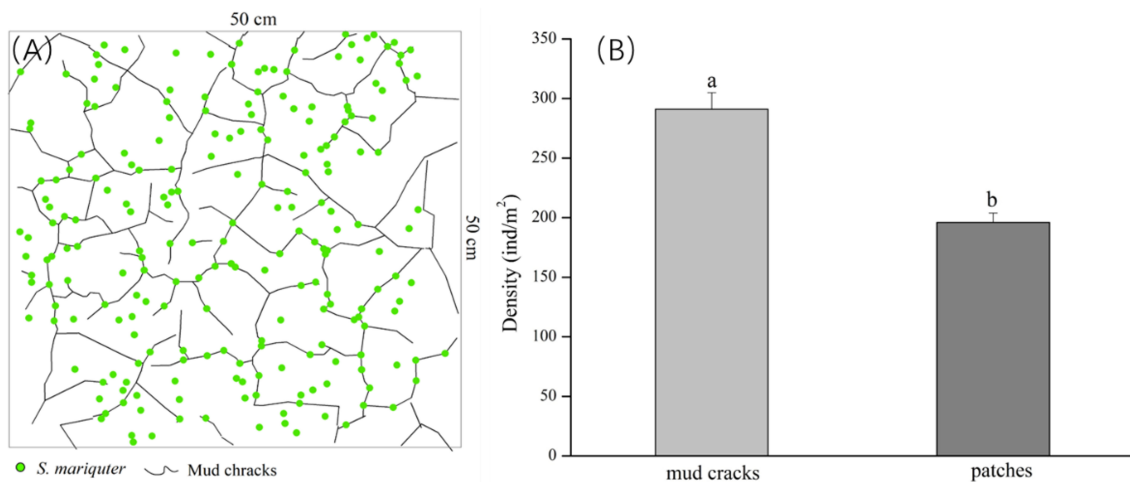 (A)
50 cm
50 cm
S. mariquter
Mud chracks
(B)
Density (ind/m²)
350
300
250
200
150
100
50
0
a
b
mud cracks
patches